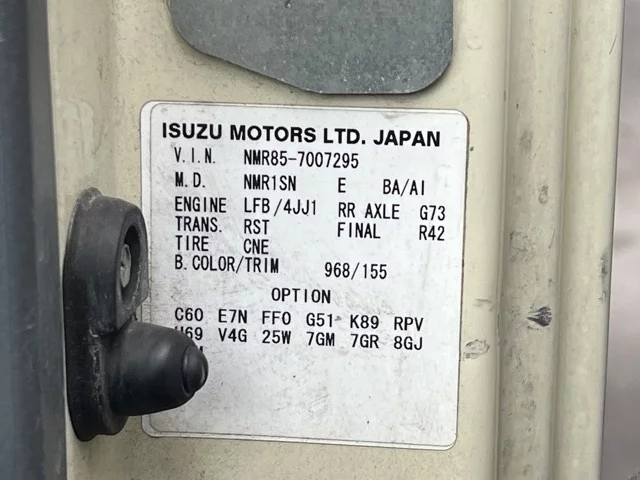 ISUZU MOTORS LTD. JAPAN
V.I.N. NMR85-7007295
M.D. NMR1SN E BA/AI
ENGINE LFB/4JJ1 RR AXLE G73
TRANS. RST FINAL R42
TIRE CNE
B.COLOR/TRIM 968/155
OPTION
C60 E7N FF0 G51 K89 RPV
V4G 25W 7GM 7GR 8GJ